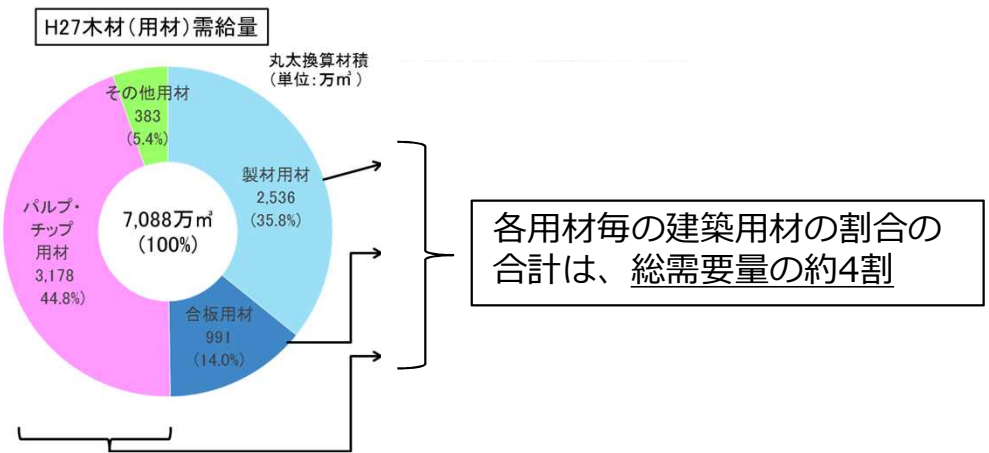 H27木材(用材)需給量
丸太換算材積
(単位:万㎥)
その他用材
383
(5.4%)
製材用材
2,536
(35.8%)
パルプ・
チップ
用材
3,178
44.8%)
7,088万㎥
(100%)
合板用材
991
(14.0%)
各用材毎の建築用材の割合の
合計は、総需要量の約4割